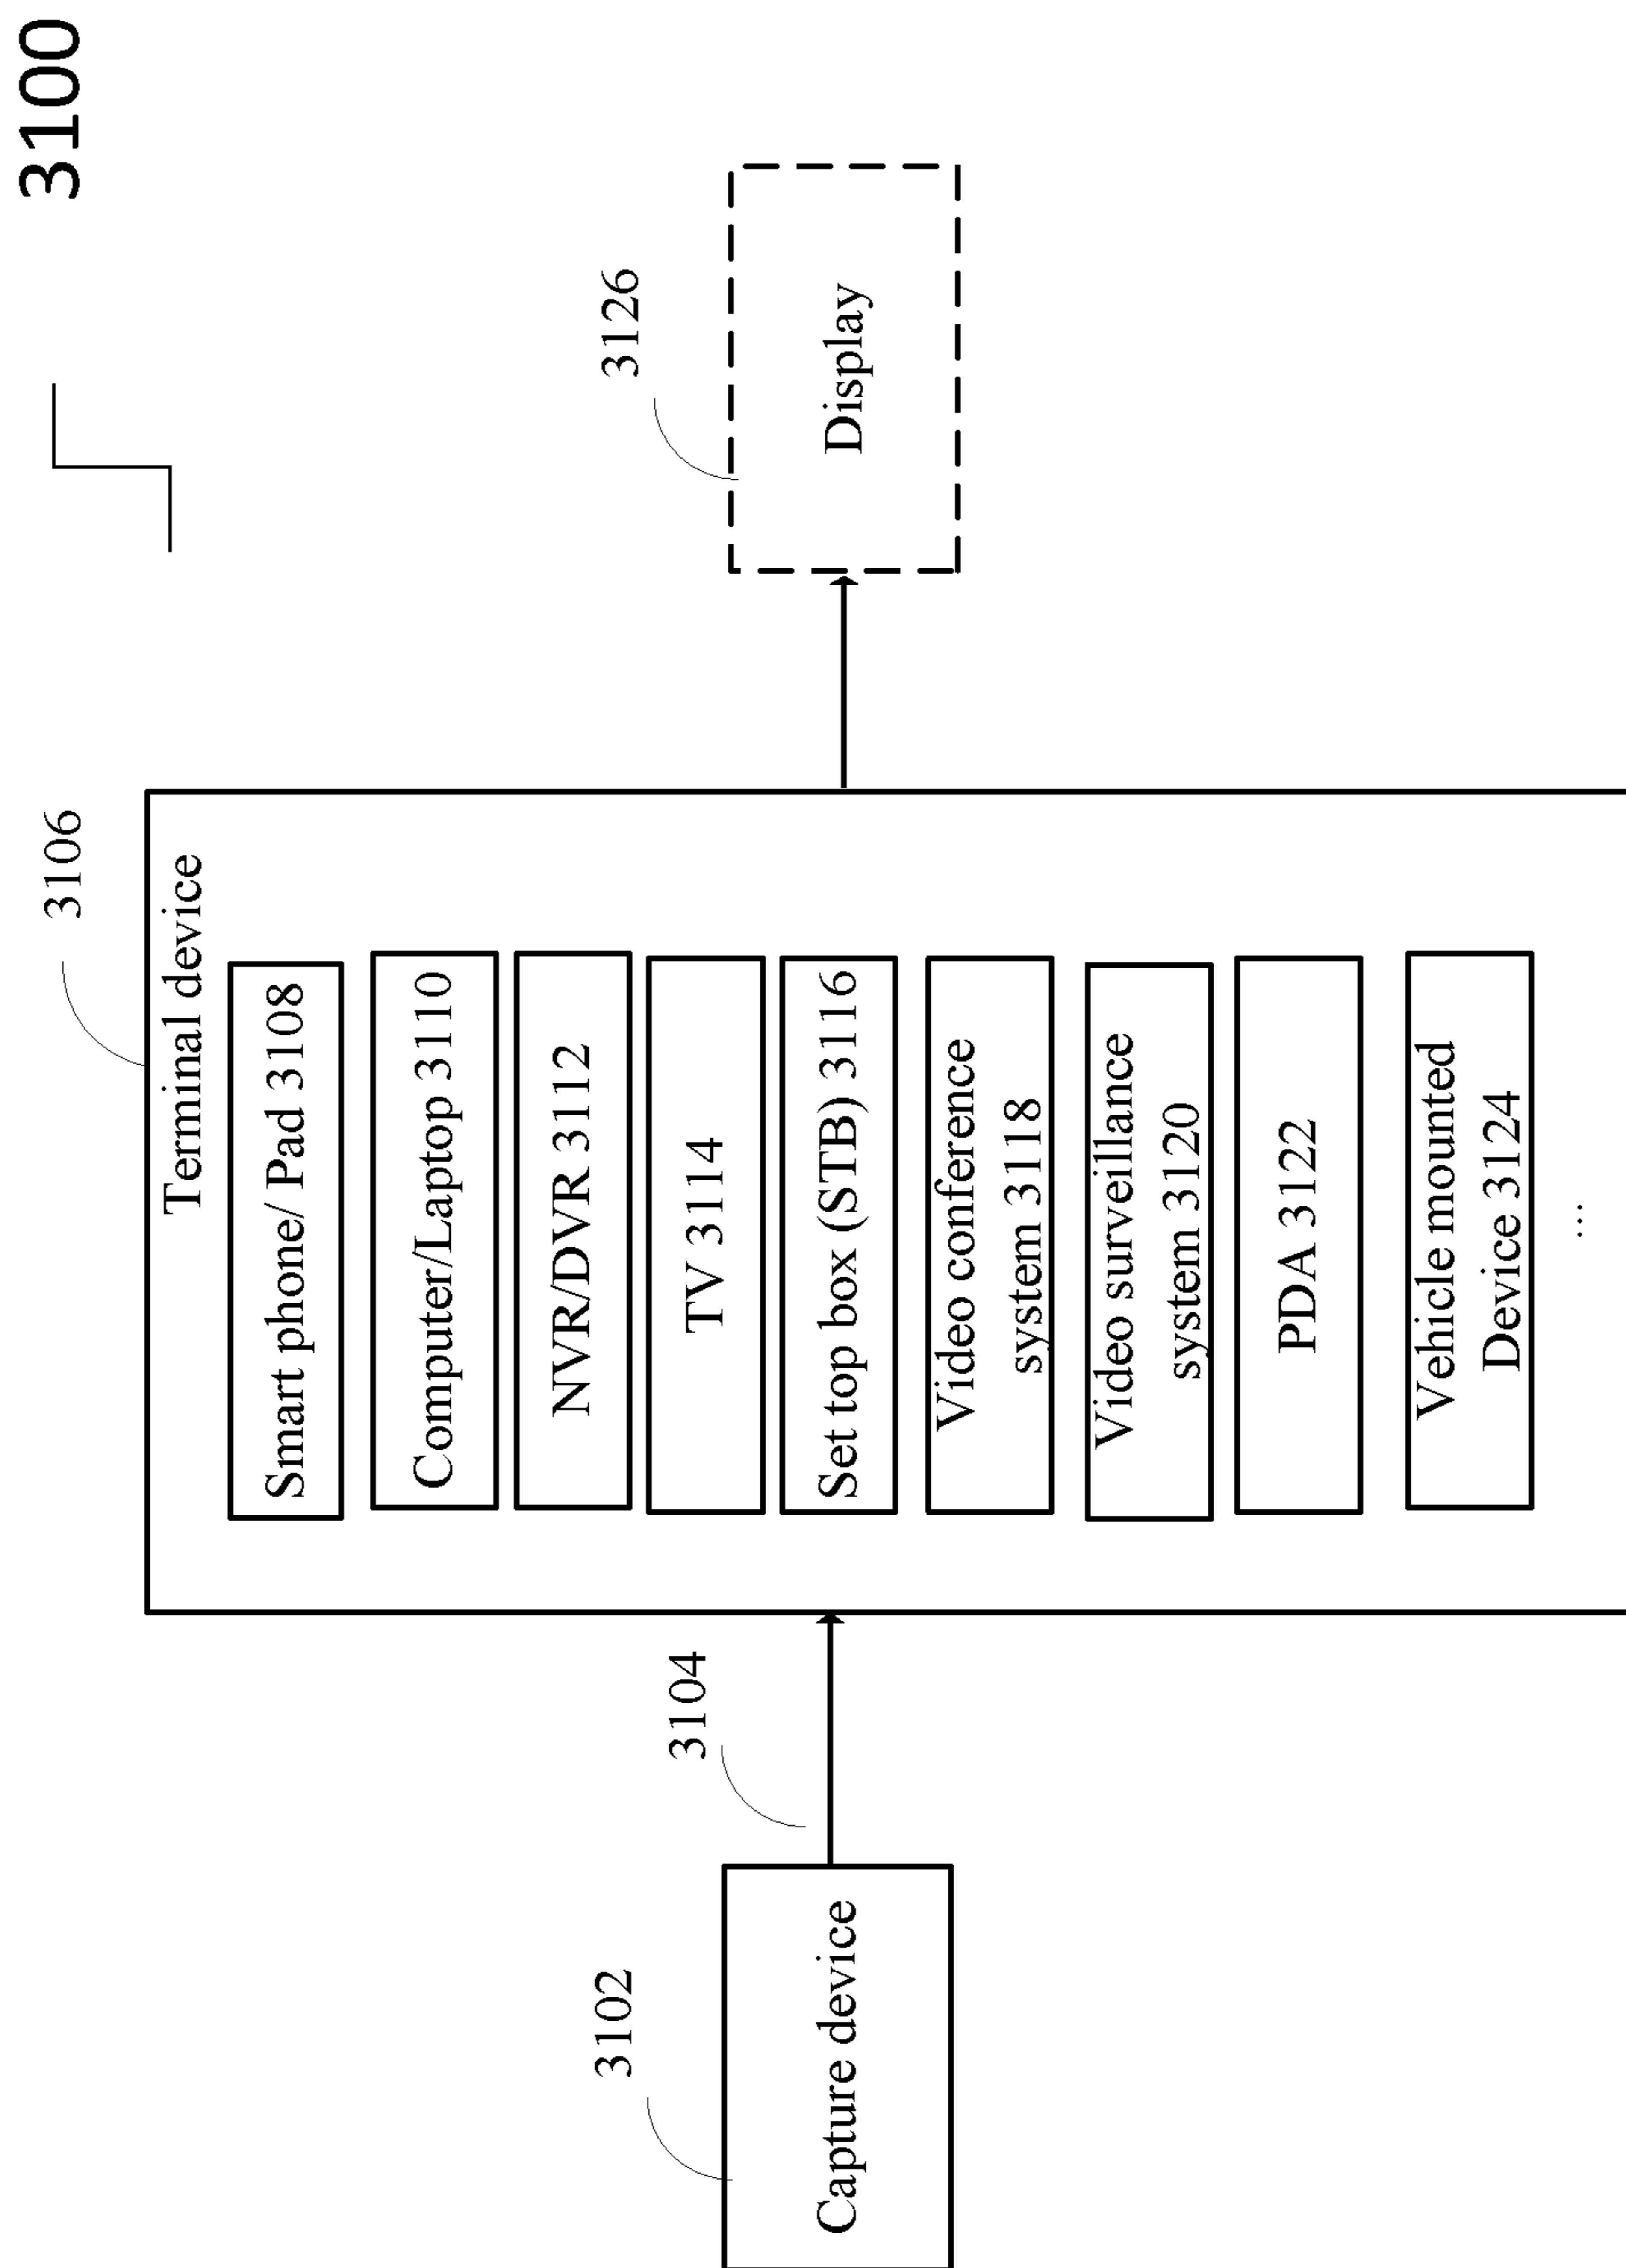 3100
3106
Terminal device
Smart phone/ Pad 3108
Computer/Laptop 3110
NVR/DVR 3112
TV 3114
Set top box (STB) 3116
Video conference
system 3118
Video surveillance
system 3120
PDA 3122
Vehicle mounted
Device 3124
...
3102
Capture device
3104
3126
Display